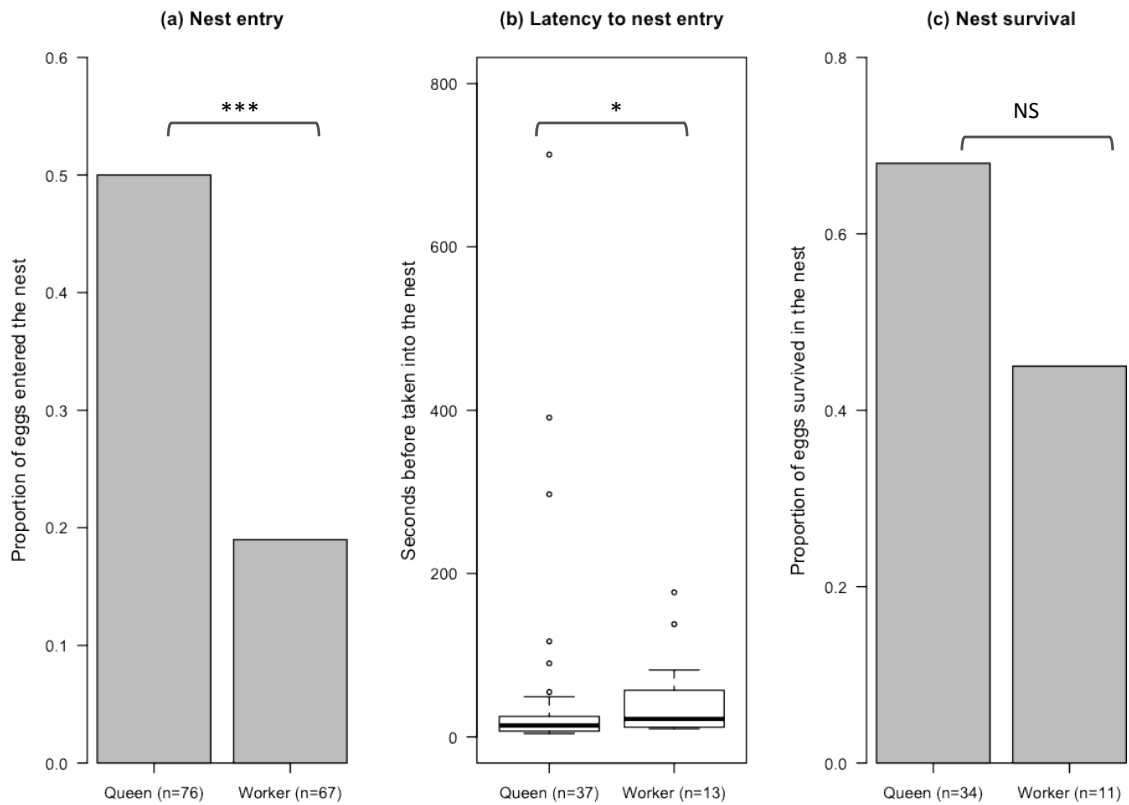 (a) Nest entry
Proportion of eggs entered the nest
0.6
0.5
0.4
0.3
0.2
0.1
0.0
***
Queen (n=76) Worker (n=67)
(b) Latency to nest entry
Seconds before taken into the nest
800
600
400
200
0
*
Queen (n=37) Worker (n=13)
(c) Nest survival
Proportion of eggs survived in the nest
0.8
0.6
0.4
0.2
0.0
NS
Queen (n=34) Worker (n=11)